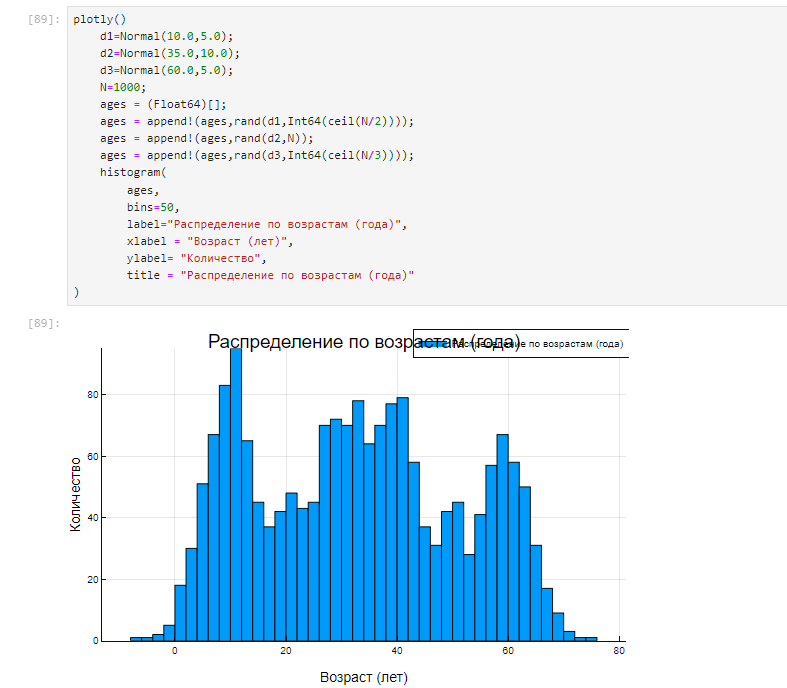 [89]:
plotly()
d1=Normal(10.0,5.0);
d2=Normal(35.0,10.0);
d3=Normal(60.0,5.0);
N=1000;
ages = (Float64)[];
ages = append!(ages,rand(d1,Int64(ceil(N/2))));
ages = append!(ages,rand(d2,N));
ages = append!(ages,rand(d3,Int64(ceil(N/3))));
histogram(
ages,
bins=50,
label="Распределение по возрастам (года)",
xlabel = "Возраст (лет)",
ylabel= "Количество",
title = "Распределение по возрастам (года)"
)
[89]:
Распределение по возрастам (года)
Распределение по возрастам (года)
Количество
80
60
40
20
0
0 20 40 60 80
Возраст (лет)